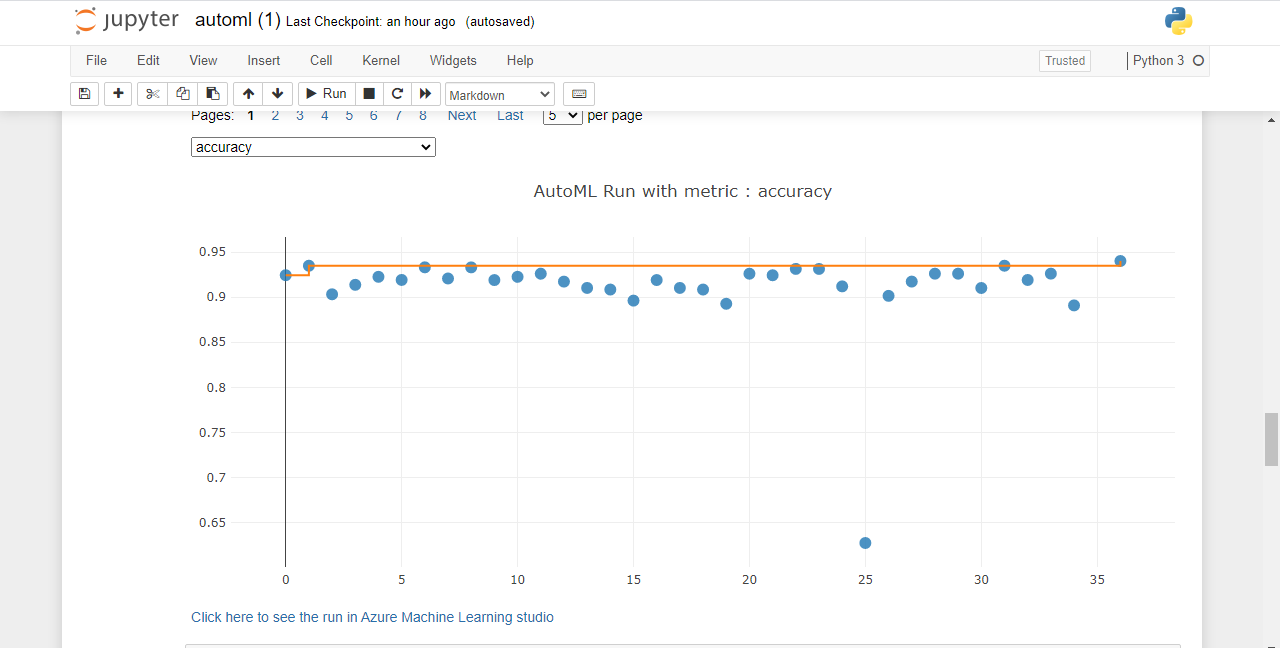 jupyter automl (1) Last Checkpoint: an hour ago (autosaved)
File Edit View Insert Cell Kernel Widgets Help Trusted Python 3
Run Markdown
Pages: 1 2 3 4 5 6 7 8 Next Last 5 per page
accuracy
AutoML Run with metric : accuracy
0.95
0.9
0.85
0.8
0.75
0.7
0.65
0 5 10 15 20 25 30 35
Click here to see the run in Azure Machine Learning studio